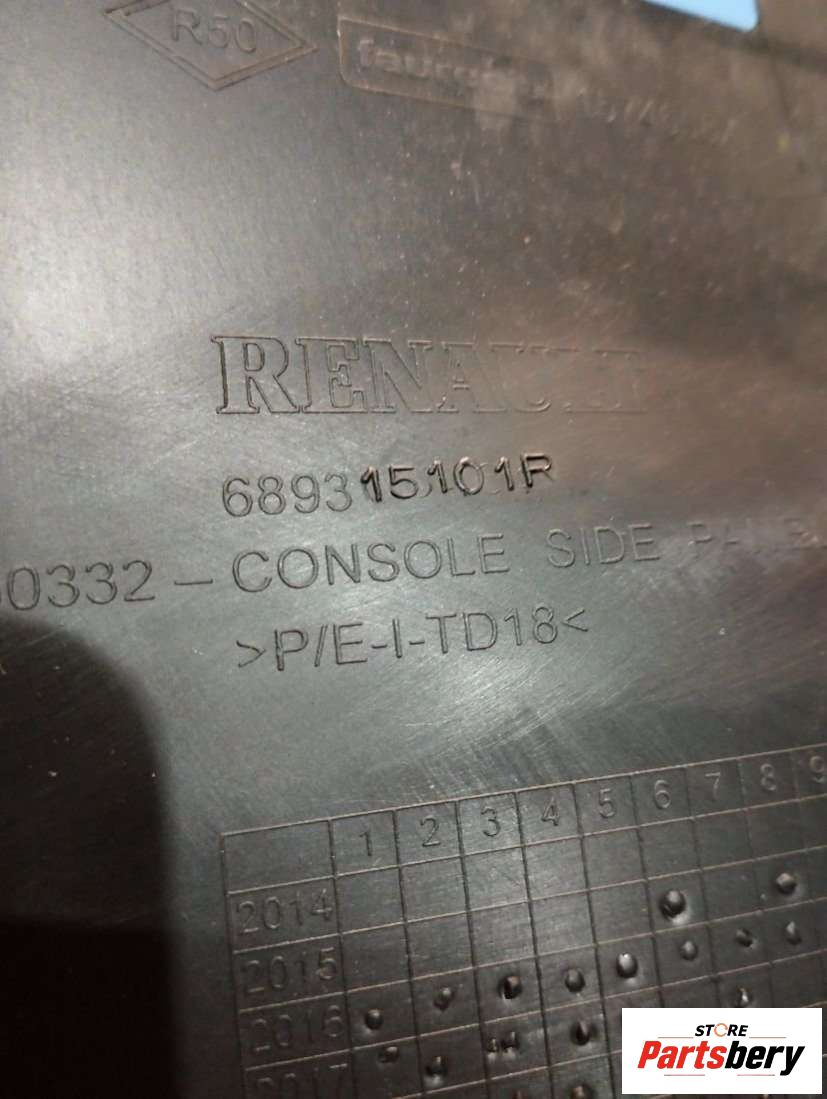 R50
RENAULT
689315101R
0332 - CONSOLE SIDE
>P/E-I-TD18<
1 2 3 4 5 6 7 8 9
2014
2015
2016
2017
STORE
Partsbery